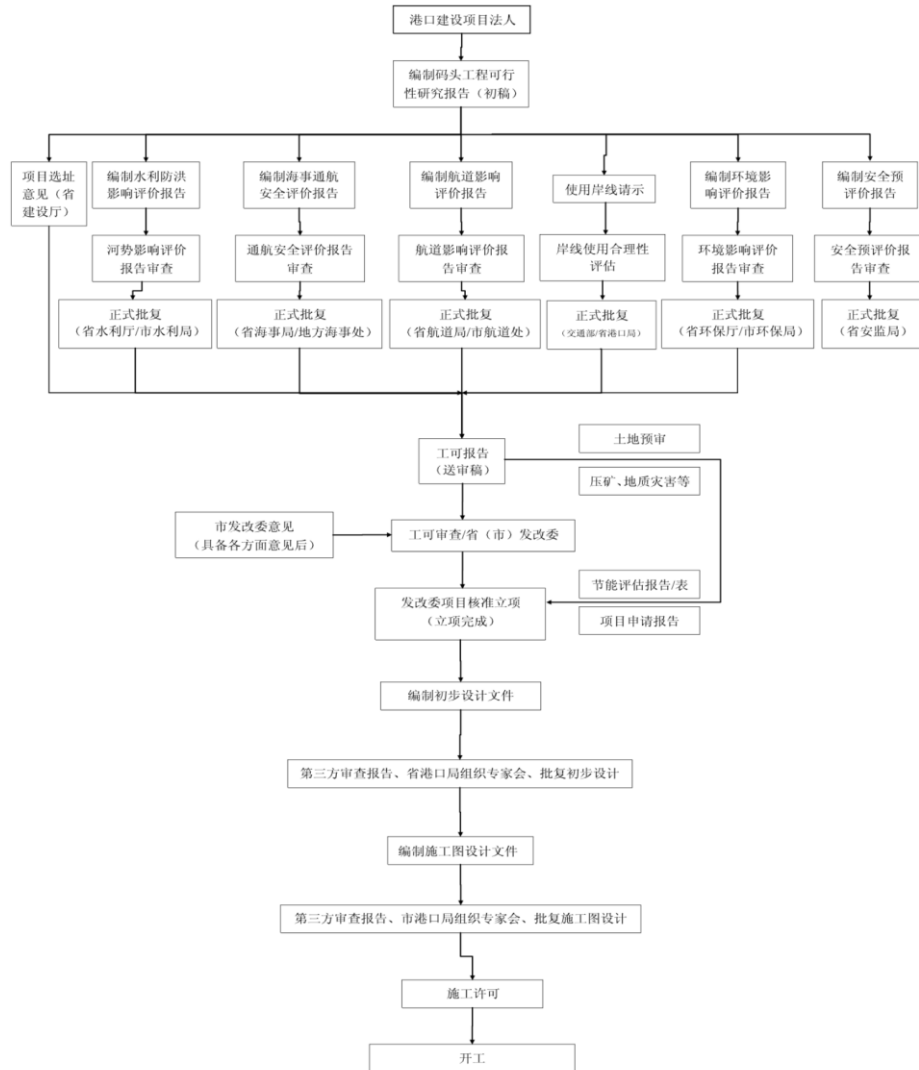 港口建设项目法人
编制码头工程可行
性研究报告（初稿）
项目选址
意见（省
建设厅）
编制水利防洪
影响评价报告
编制海事通航
安全评价报告
编制航道影响
评价报告
使用岸线请示
编制环境影
响评价报告
编制安全预
评价报告
河势影响评价
报告审查
通航安全评价报告
审查
航道影响评价报
告审查
岸线使用合理性
评估
环境影响评价
报告审查
安全预评价报
告审查
正式批复
（省水利厅/市水利局）
正式批复
（省海事局/地方海事处）
正式批复
（省航道局/市航道处）
正式批复
（交通部/省港口局）
正式批复
（省环保厅/市环保局）
正式批复
（省安监局）
工可报告
（送审稿）
土地预审
压矿、地质灾害等
市发改委意见
（具备各方面意见后）
工可审查/省（市）发改委
节能评估报告/表
发改委项目核准立项
（立项完成）
项目申请报告
编制初步设计文件
第三方审查报告、省港口局组织专家会、批复初步设计
编制施工图设计文件
第三方审查报告、市港口局组织专家会、批复施工图设计
施工许可
开工